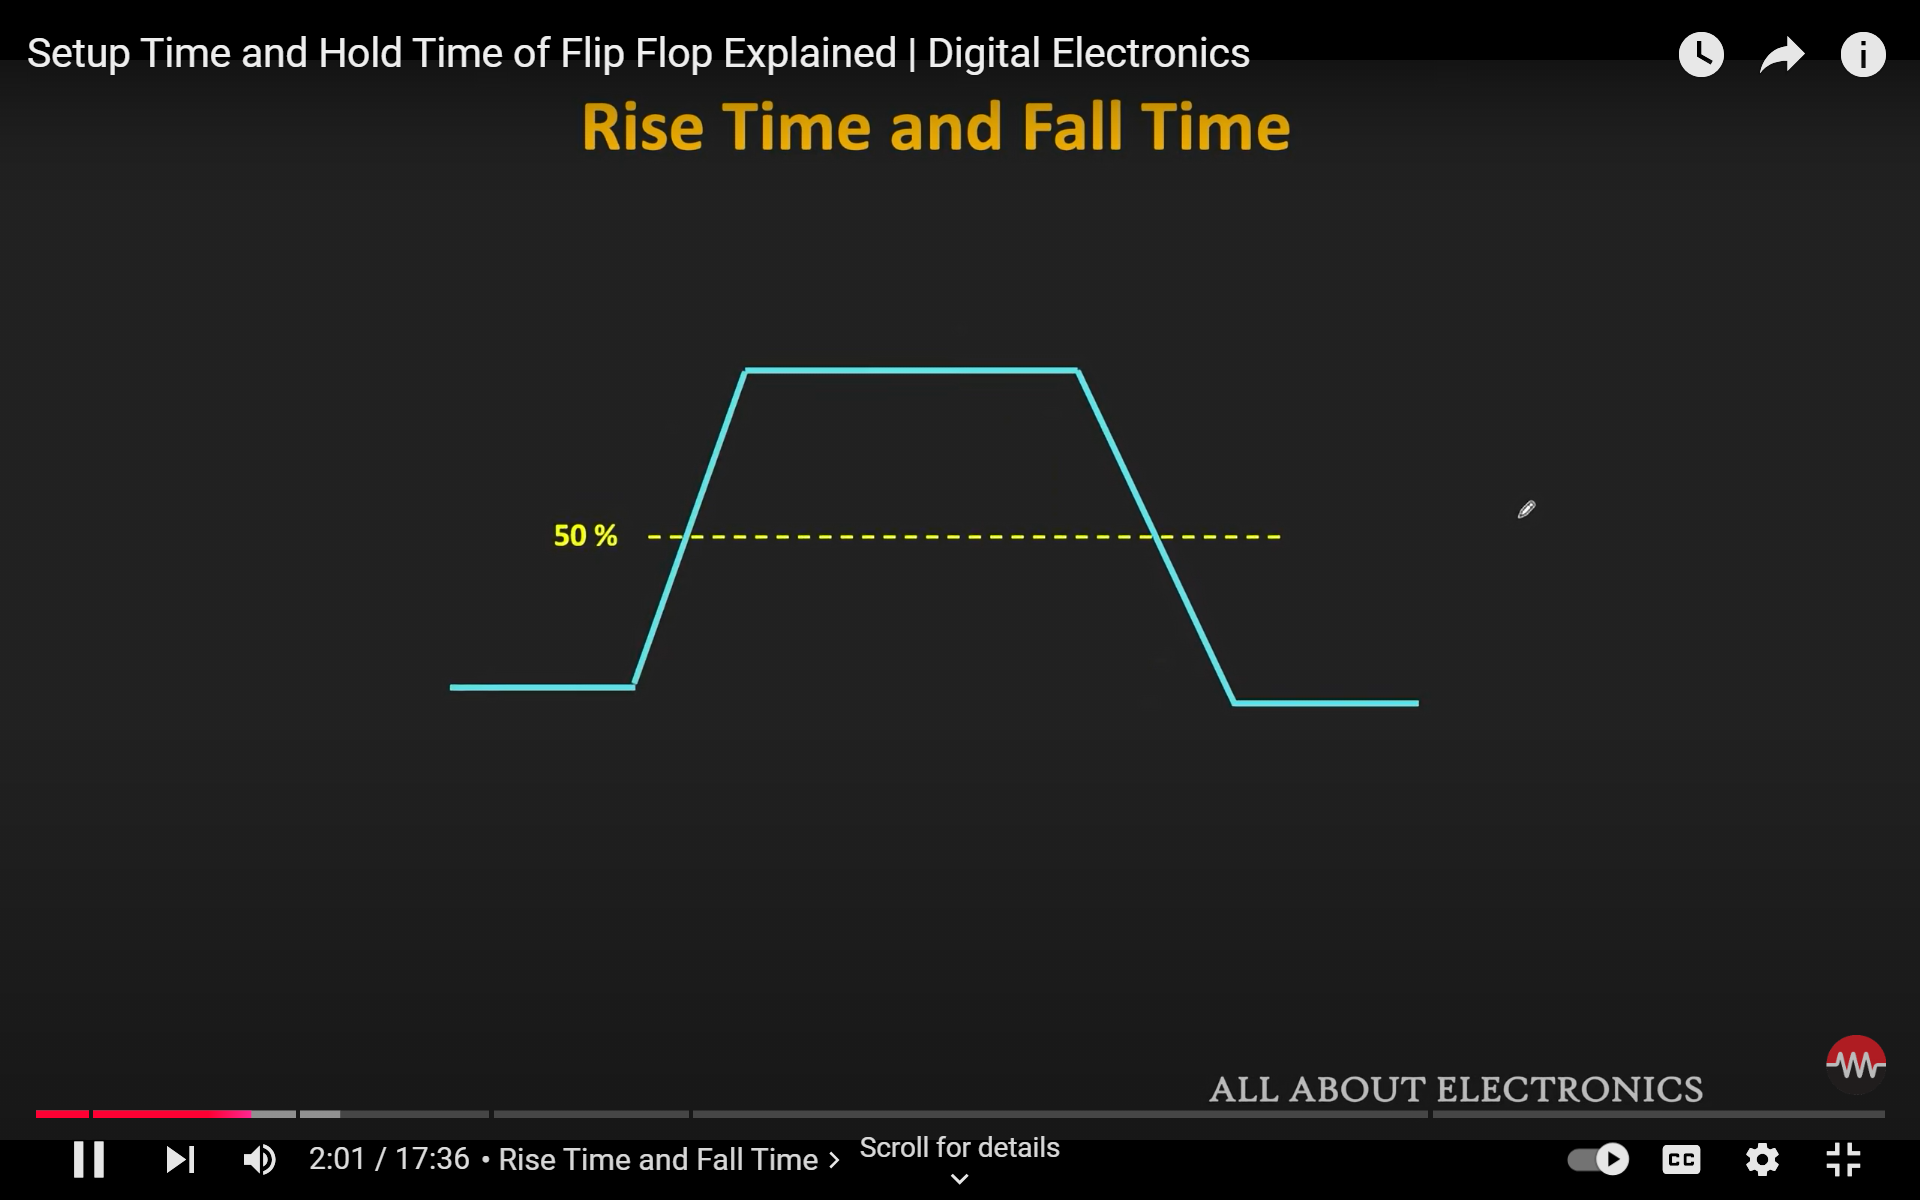 Setup Time and Hold Time of Flip Flop Explained | Digital Electronics
Rise Time and Fall Time
50 %
ALL ABOUT ELECTRONICS
2:01 / 17:36 • Rise Time and Fall Time >
Scroll for details
CC